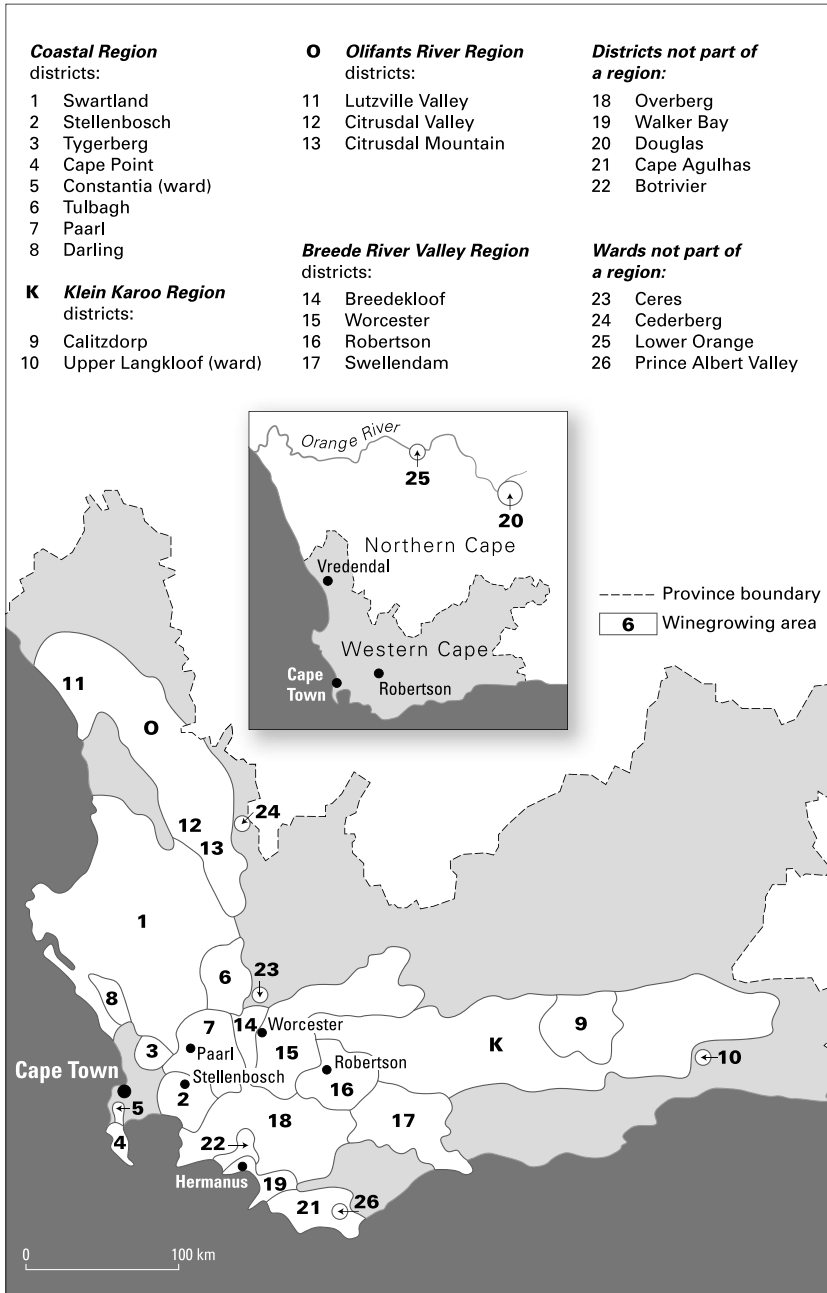 Coastal Region
districts:
1 Swartland
2 Stellenbosch
3 Tygerberg
4 Cape Point
5 Constantia (ward)
6 Tulbagh
7 Paarl
8 Darling
K Klein Karoo Region
districts:
9 Calitzdorp
10 Upper Langkloof (ward)
O Olifants River Region
districts:
11 Lutzville Valley
12 Citrusdal Valley
13 Citrusdal Mountain
Breede River Valley Region
districts:
14 Breedekloof
15 Worcester
16 Robertson
17 Swellendam
Districts not part of
a region:
18 Overberg
19 Walker Bay
20 Douglas
21 Cape Agulhas
22 Botrivier
Wards not part of
a region:
23 Ceres
24 Cederberg
25 Lower Orange
26 Prince Albert Valley
Orange River
25
20
Northern Cape
Vredendal
Western Cape
Cape
Town
Robertson
Province boundary
6 Winegrowing area
11
O
24
12
13
1
6
23
8
7
14
Worcester
9
3
Paarl
15
K
Robertson
10
Cape Town
Stellenbosch
2
16
5
18
17
4
22
Hermanus
19
21
26
0 100 km